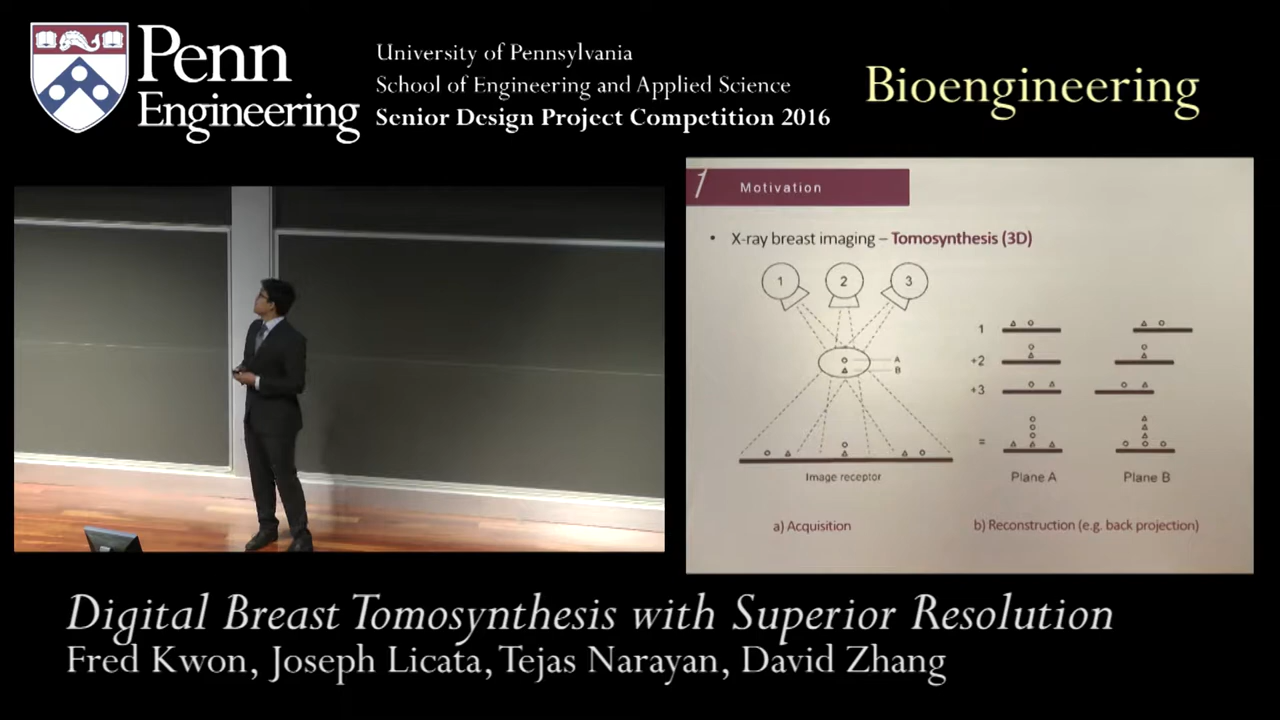 Penn
Engineering
University of Pennsylvania
School of Engineering and Applied Science
Senior Design Project Competition 2016
Bioengineering
1 Motivation
• X-ray breast imaging – Tomosynthesis (3D)
1 2 3
A
B
Image receptor
a) Acquisition
1
+2
+3
=
Plane A Plane B
b) Reconstruction (e.g. back projection)
Digital Breast Tomosynthesis with Superior Resolution
Fred Kwon, Joseph Licata, Tejas Narayan, David Zhang